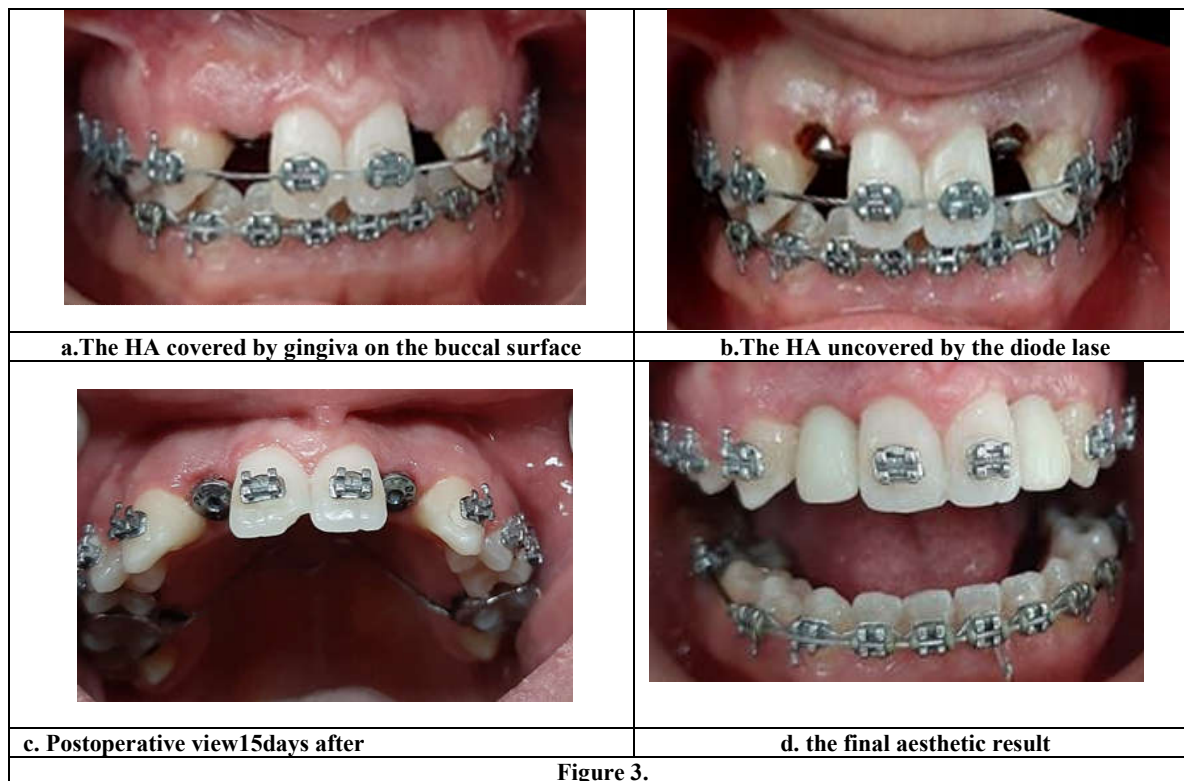 a.The HA covered by gingiva on the buccal surface
b.The HA uncovered by the diode lase
c. Postoperative view15days after
d. the final aesthetic result
Figure 3.